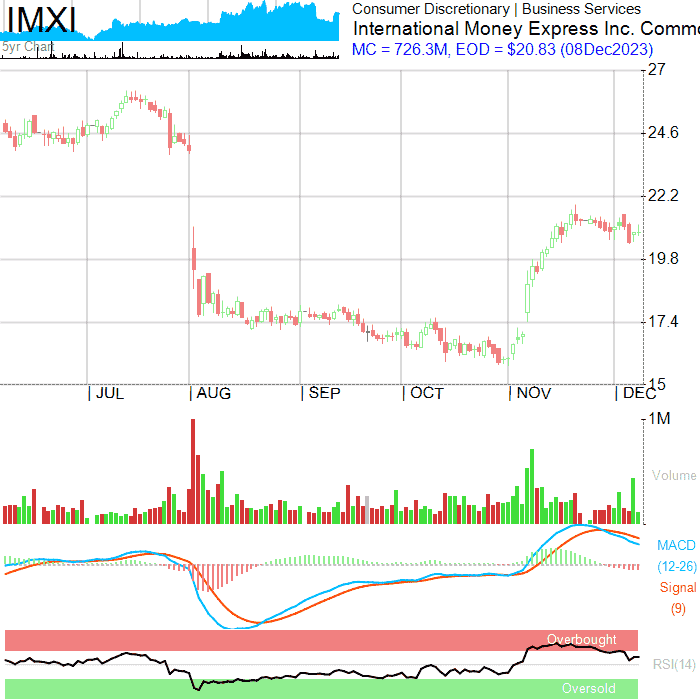 IMXI
5yr Chart
Consumer Discretionary | Business Services
International Money Express Inc. Commo
MC = 726.3M, EOD = $20.83 (08Dec2023)
27
24.6
22.2
19.8
17.4
15
| JUL | AUG | SEP | OCT | NOV | DEC
1M
Volume
MACD
(12-26)
Signal
(9)
Overbought
RSI(14)
Oversold